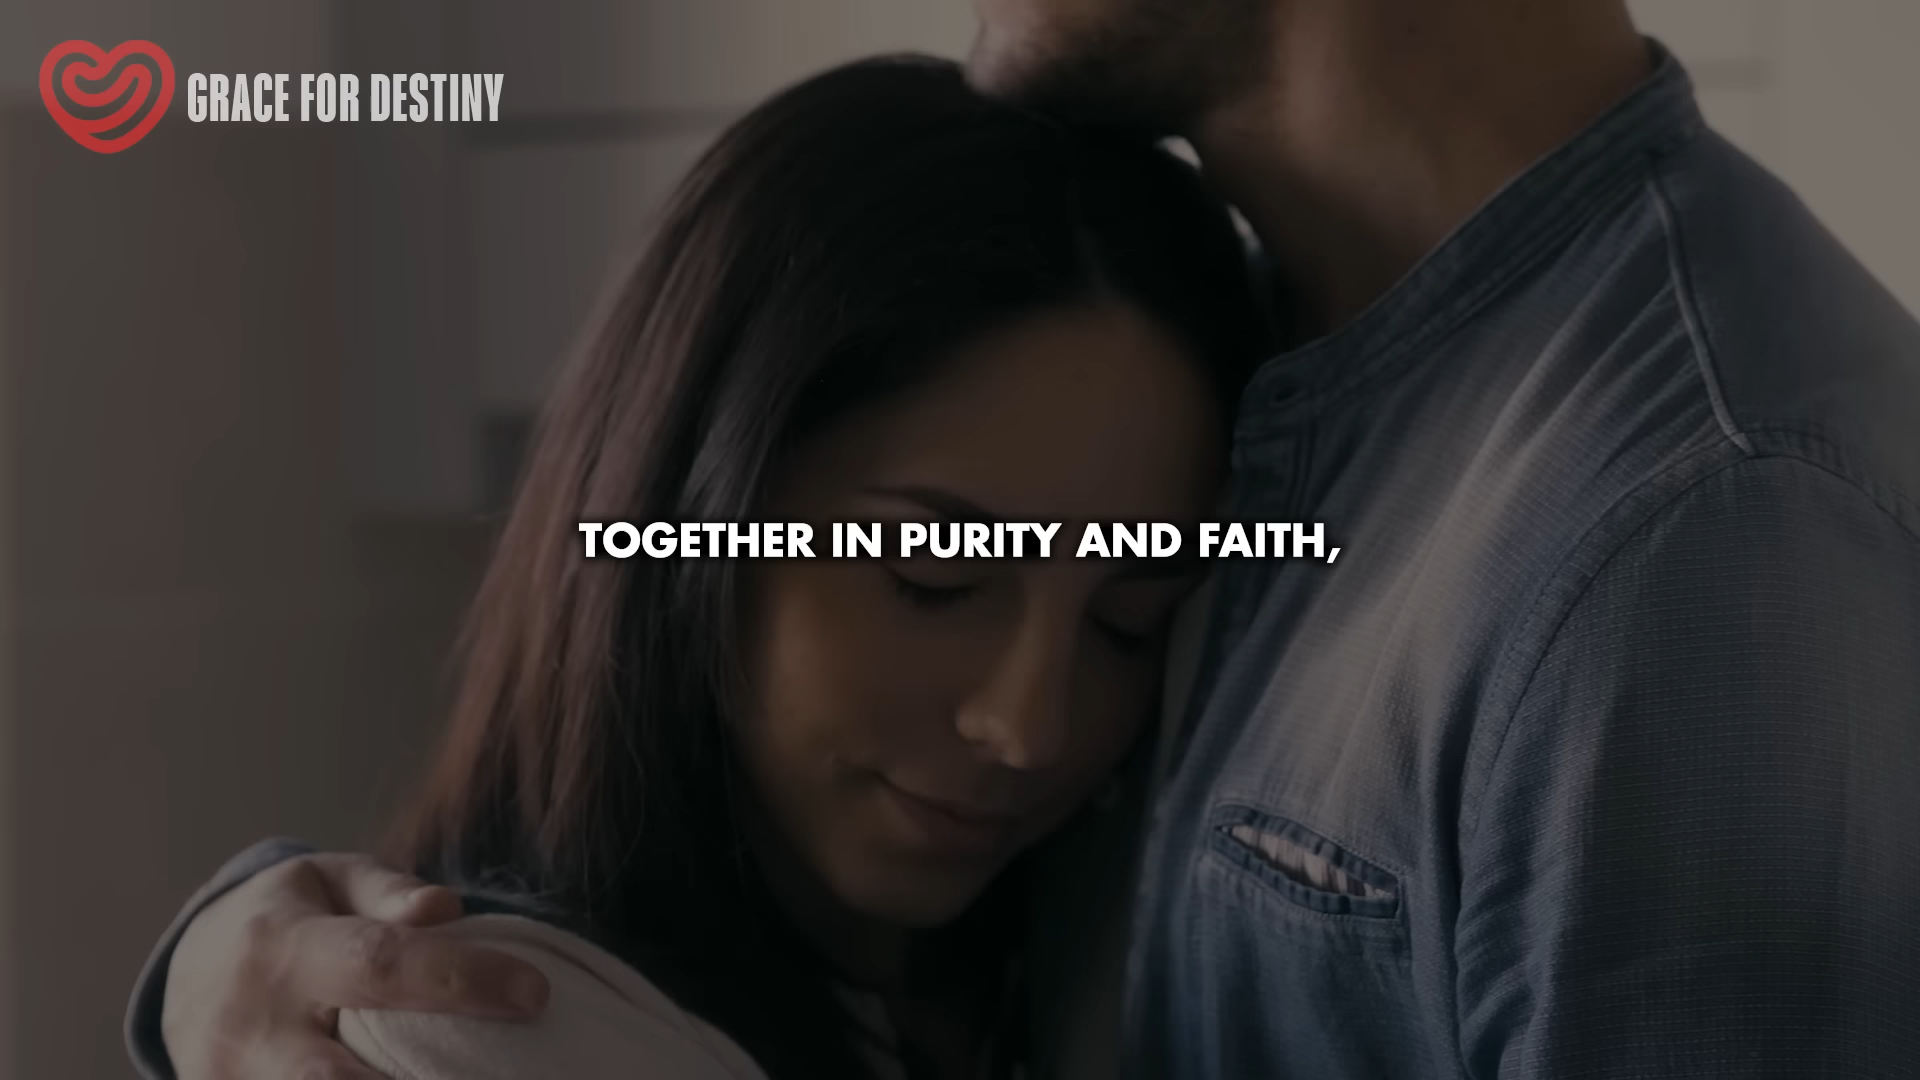 GRACE FOR DESTINY
TOGETHER IN PURITY AND FAITH,